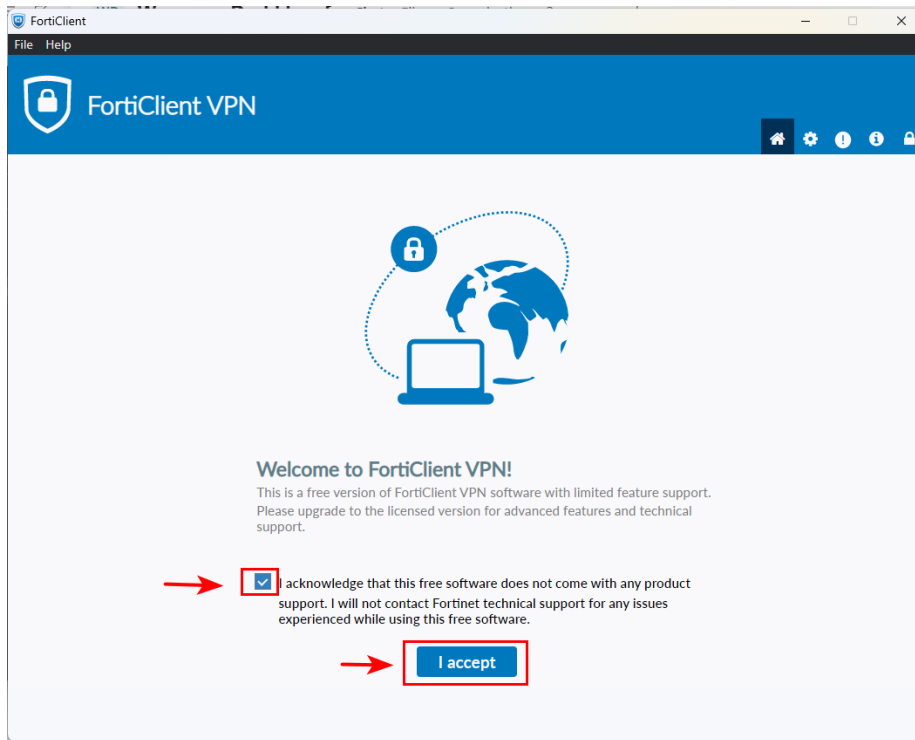 FortiClient
File Help
FortiClient VPN
Welcome to FortiClient VPN!
This is a free version of FortiClient VPN software with limited feature support.
Please upgrade to the licensed version for advanced features and technical
support.
I acknowledge that this free software does not come with any product
support. I will not contact Fortinet technical support for any issues
experienced while using this free software.
I accept